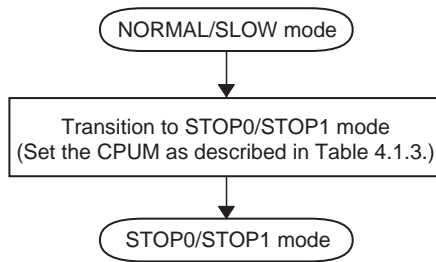 NORMAL/SLOW mode
Transition to STOP0/STOP1 mode
(Set the CPUM as described in Table 4.1.3.)
STOP0/STOP1 mode